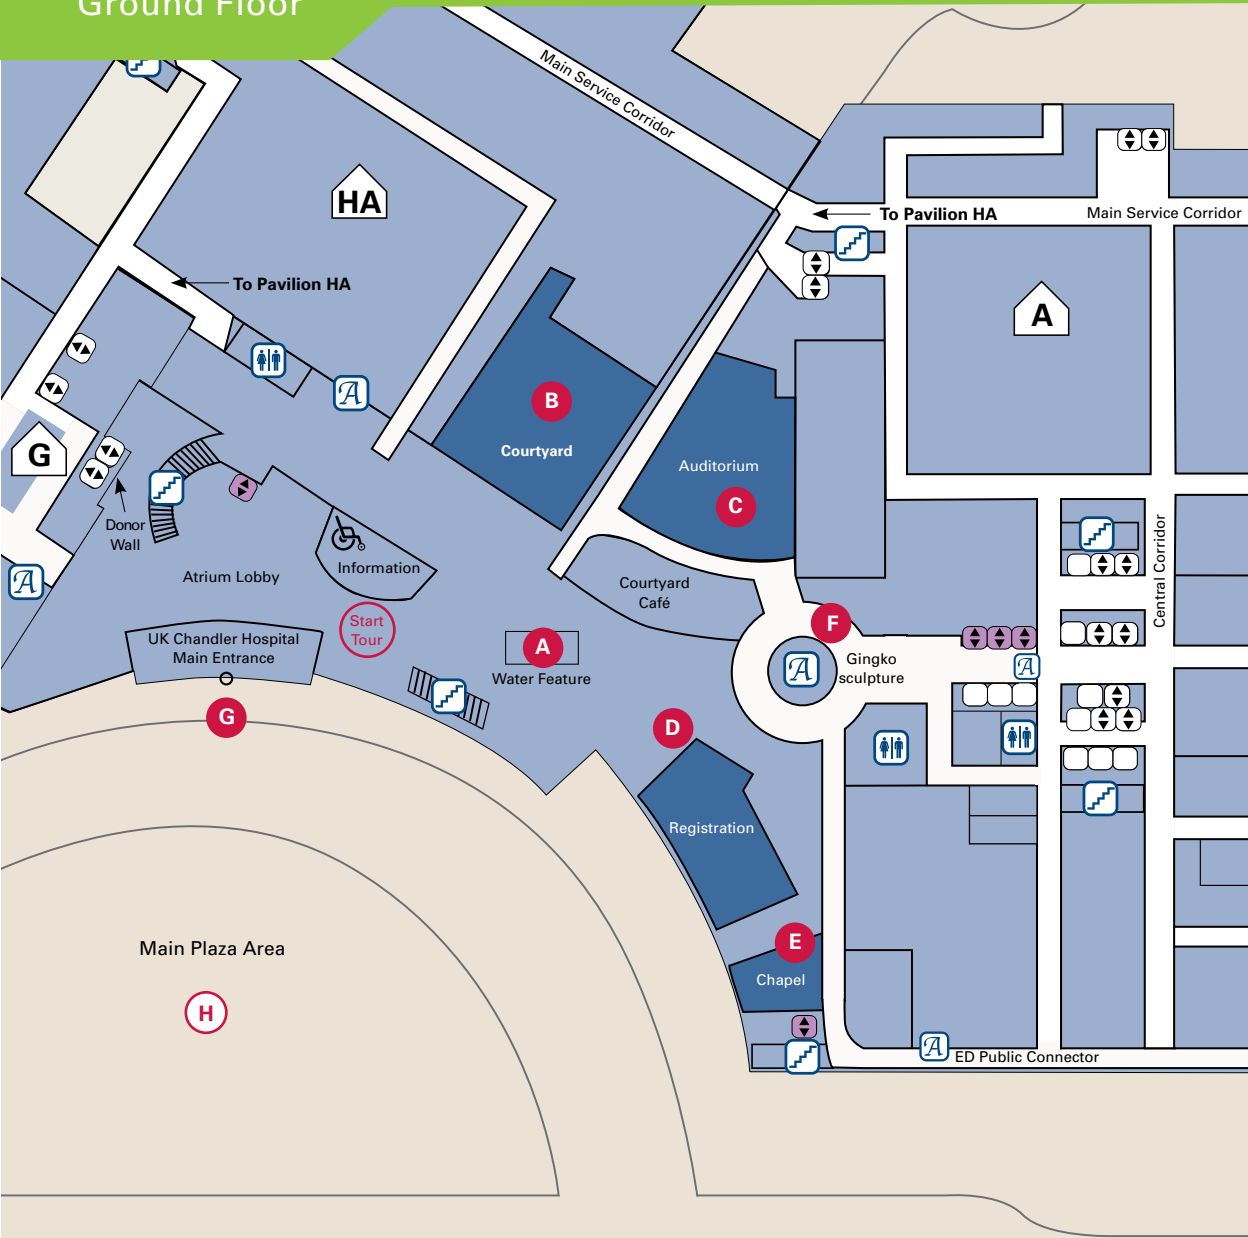 Ground Floor
Main Service Corridor
HA
To Pavilion HA
Main Service Corridor
To Pavilion HA
A
B
Courtyard
Auditorium
C
A
G
Donor
Wall
A
Atrium Lobby
Information
Start
Tour
UK Chandler Hospital
Main Entrance
G
A
Water Feature
Courtyard
Café
F
A
Gingko
sculpture
A
Central Corridor
D
Registration
E
Chapel
Main Plaza Area
H
A
ED Public Connector